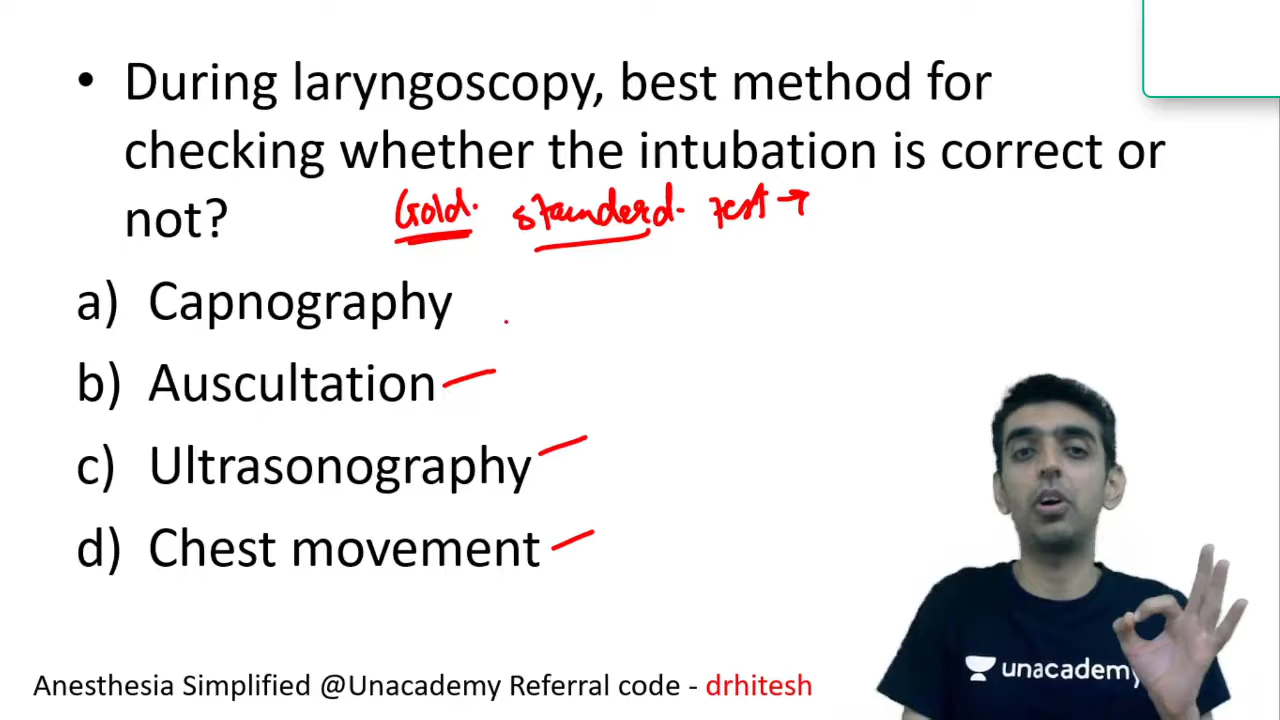 • During laryngoscopy, best method for
checking whether the intubation is correct or
not?
Gold standerd test →
a) Capnography
b) Auscultation
c) Ultrasonography
d) Chest movement
unacademy
Anesthesia Simplified @Unacademy Referral code - drhitesh